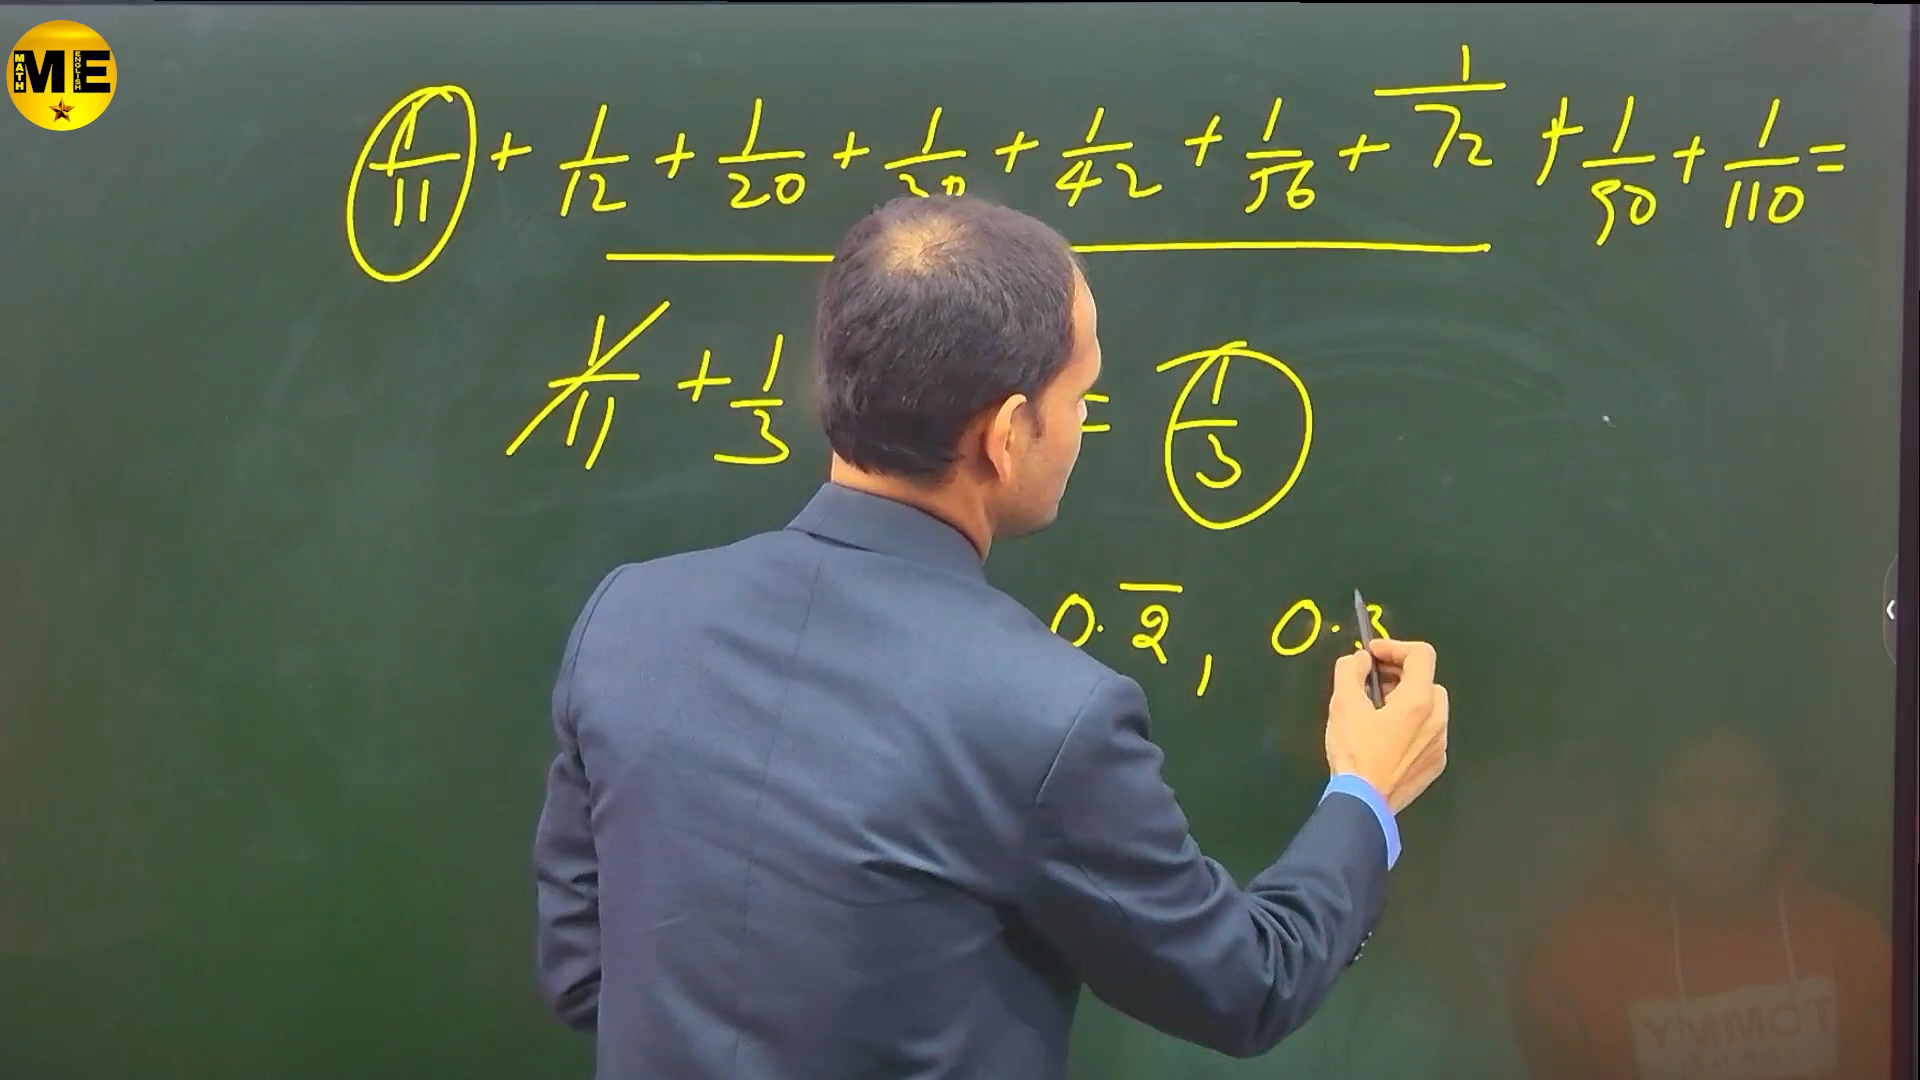 MATH ME ENGLISH
1/11 + 1/12 + 1/20 + 1/30 + 1/42 + 1/56 + 1/72 + 1/90 + 1/110 =
1/11 + 1/3 = 1/3
0.2̅, 0.3
TOMMY